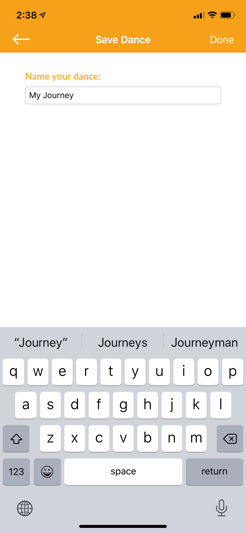 2:38
Save Dance
Done
Name your dance:
My Journey
“Journey” Journeys Journeyman
q w e r t y u i o p
a s d f g h j k l
z x c v b n m
123 space return